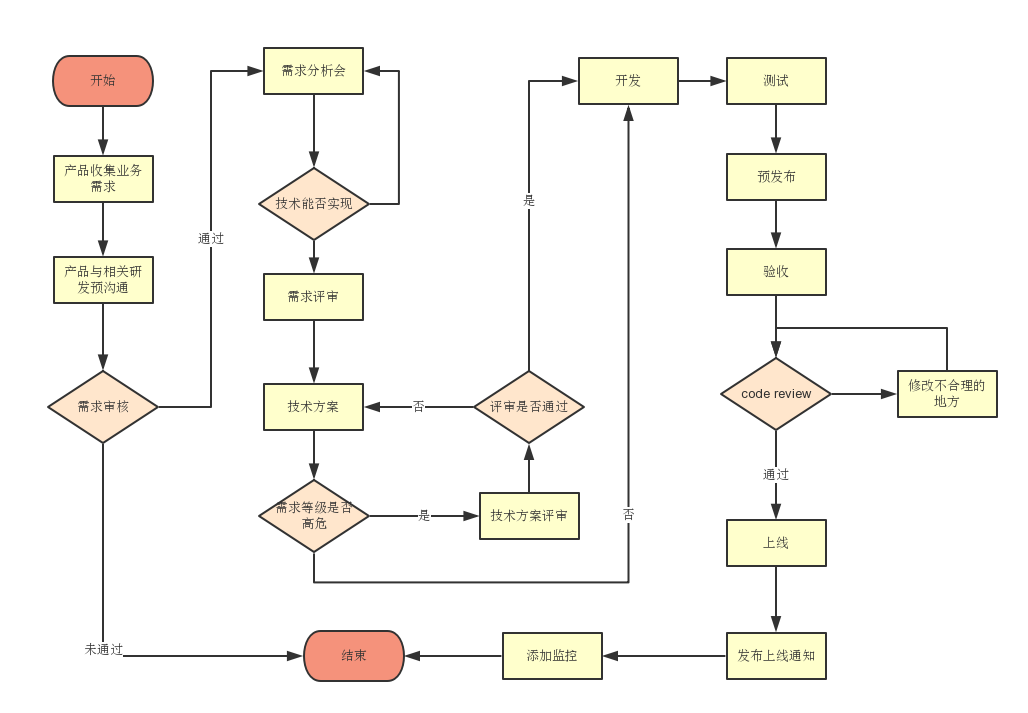 开始
产品收集业务
需求
产品与相关研
发预沟通
需求审核
通过
未通过
需求分析会
技术能否实现
需求评审
技术方案
需求等级是否
高危
是
技术方案评审
评审是否通过
否
是
否
开发
测试
预发布
验收
code review
修改不合理的
地方
通过
上线
发布上线通知
添加监控
结束